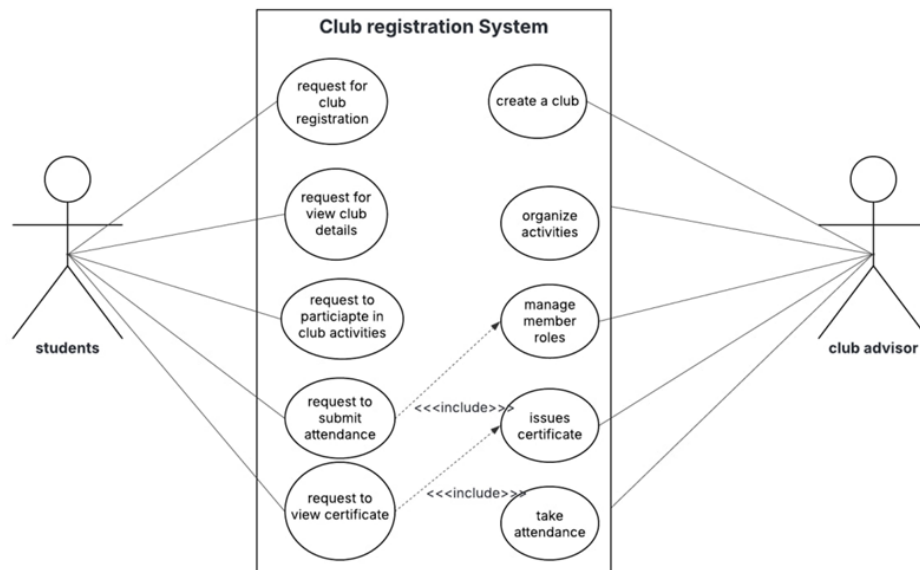 Club registration System
request for
club
registration
create a club
request for
view club
details
organize
activities
request to
particiapte in
club activities
manage
member
roles
students
club advisor
request to
submit
attendance
<<<include>>>
issues
certificate
request to
view certificate
<<<include>>>
take
attendance